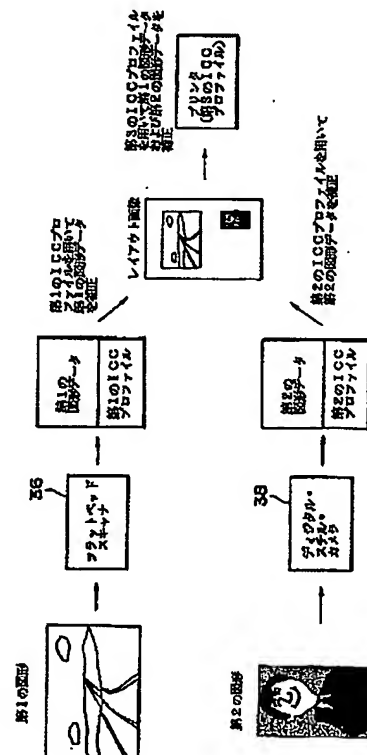 第1の図形
36
フラットベッド
スキャナ
第1の
図形データ
第1のICC
プロファイル
第1のICCプロ
ファイルを用いて
第1の図形データ
を補正
レイアウト画像
第3のICCプロファイル
を用いて第1の図形データ
および第2の図形データを
補正
プリンタ
(第3のICC
プロファイル)
第2の図形
38
ディジタル・
スチル・
カメラ
第2の
図形データ
第2のICC
プロファイル
第2のICCプロファイルを用いて
第2の図形データを補正